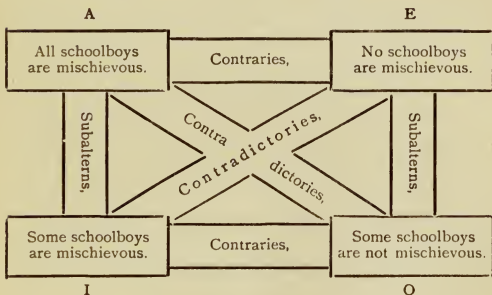 A E
All schoolboys
are mischievous.
Contraries,
No schoolboys
are mischievous.
Subalterns,
Contra
dictories,
Contradictories,
Subalterns,
Some schoolboys
are mischievous.
Contraries,
Some schoolboys
are not mischievous.
I O